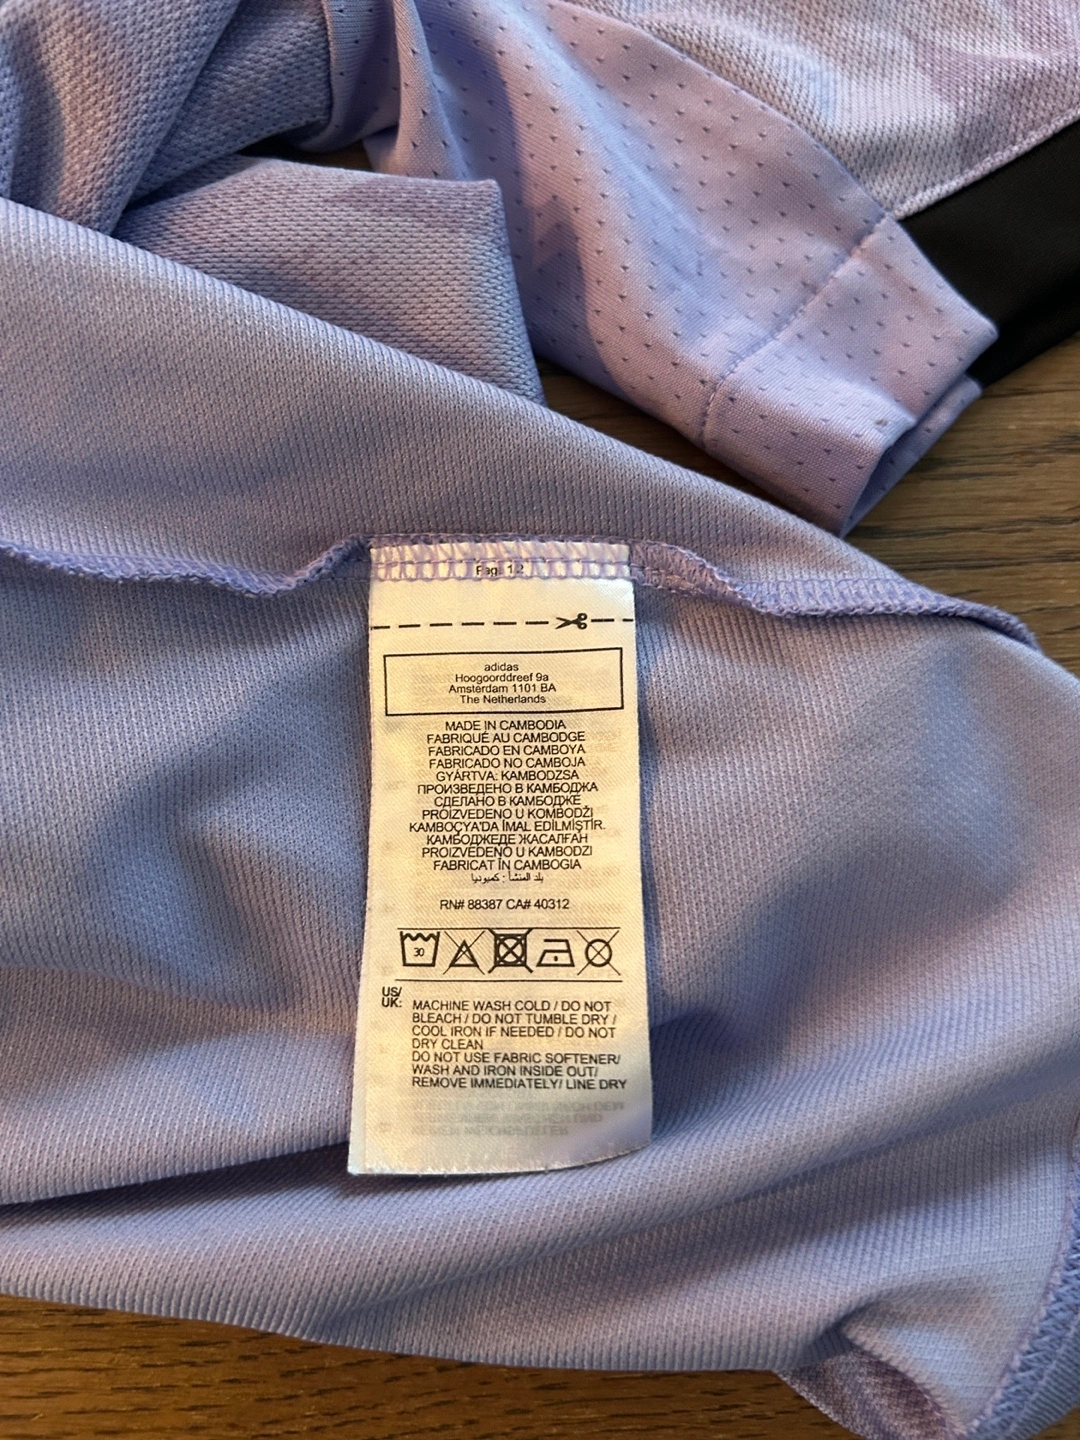 Page 1.2
adidas
Hoogoorddreef 9a
Amsterdam 1101 BA
The Netherlands
MADE IN CAMBODIA
FABRIQUÉ AU CAMBODGE
FABRICADO EN CAMBOYA
FABRICADO NO CAMBOJA
GYÁRTVA: KAMBODZSA
ПРОИЗВЕДЕНО В КАМБОДЖА
СДЕЛАНО В КАМБОДЖЕ
PROIZVEDENO U KOMBODŽI
KAMBOÇYA'DA İMAL EDİLMİŞTİR.
КАМБОДЖЕДЕ ЖАСАЛҒАН
PROIZVEDENO U KAMBODZI
FABRICAT ÎN CAMBOGIA
بلد المنشأ : كمبوديا
RN# 88387 CA# 40312
30
US/
UK: MACHINE WASH COLD / DO NOT
BLEACH / DO NOT TUMBLE DRY /
COOL IRON IF NEEDED / DO NOT
DRY CLEAN
DO NOT USE FABRIC SOFTENER/
WASH AND IRON INSIDE OUT/
REMOVE IMMEDIATELY/ LINE DRY